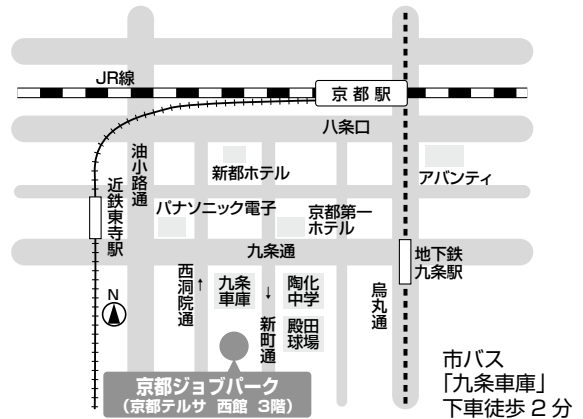 JR線
京都駅
八条口
油小路通
新都ホテル
アバンティ
近鉄東寺駅
パナソニック電子
京都第一
ホテル
九条通
地下鉄
九条駅
西洞院通
↑
九条
車庫
↓
新町通
陶化
中学
殿田
球場
烏丸通
N
京都ジョブパーク
(京都テルサ 西館 3階)
市バス
「九条車庫」
下車徒歩 2 分